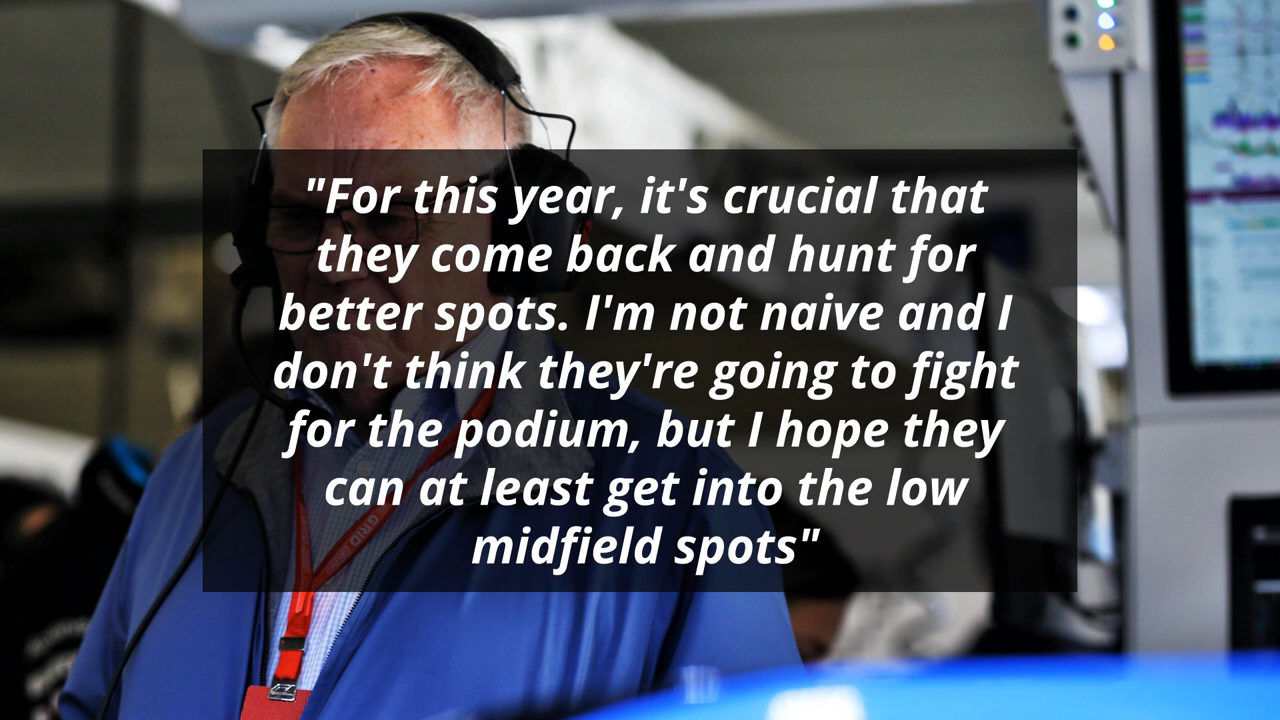 "For this year, it's crucial that
they come back and hunt for
better spots. I'm not naive and I
don't think they're going to fight
for the podium, but I hope they
can at least get into the low
midfield spots"